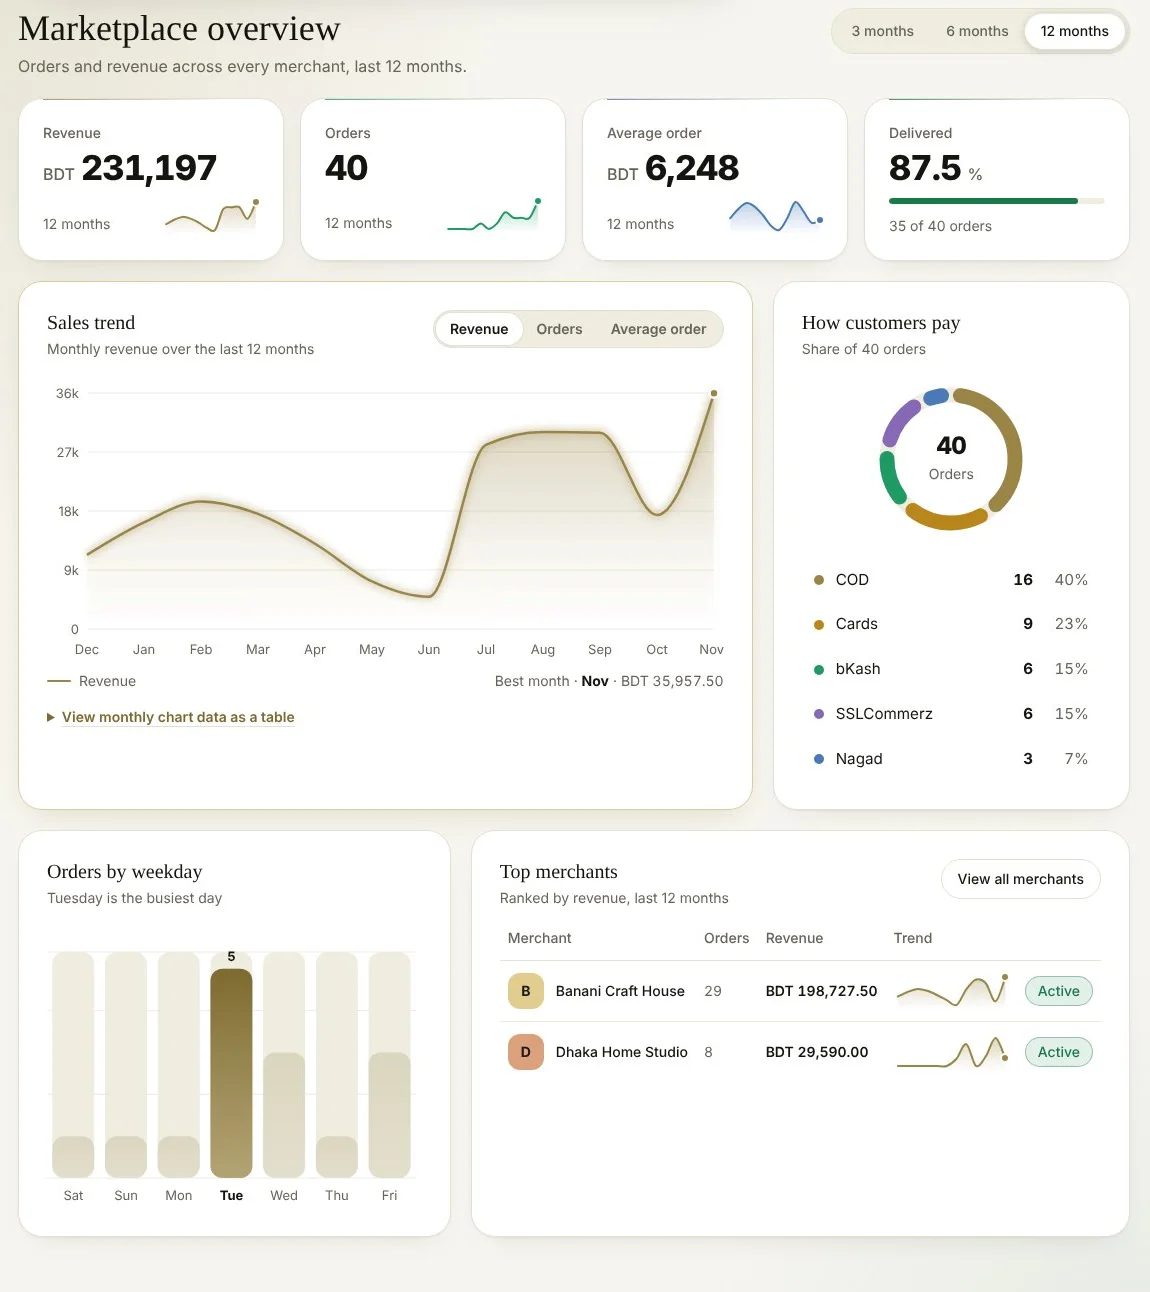 Marketplace overview
Orders and revenue across every merchant, last 12 months.
3 months 6 months 12 months
Revenue
BDT 231,197
12 months
Orders
40
12 months
Average order
BDT 6,248
12 months
Delivered
87.5 %
35 of 40 orders
Sales trend
Monthly revenue over the last 12 months
Revenue Orders Average order
36k
27k
18k
9k
0
Dec Jan Feb Mar Apr May Jun Jul Aug Sep Oct Nov
Revenue
Best month · Nov · BDT 35,957.50
View monthly chart data as a table
How customers pay
Share of 40 orders
40
Orders
COD 16 40%
Cards 9 23%
bKash 6 15%
SSLCommerz 6 15%
Nagad 3 7%
Orders by weekday
Tuesday is the busiest day
5
Sat Sun Mon Tue Wed Thu Fri
Top merchants
Ranked by revenue, last 12 months
View all merchants
Merchant Orders Revenue Trend
B Banani Craft House 29 BDT 198,727.50 Active
D Dhaka Home Studio 8 BDT 29,590.00 Active